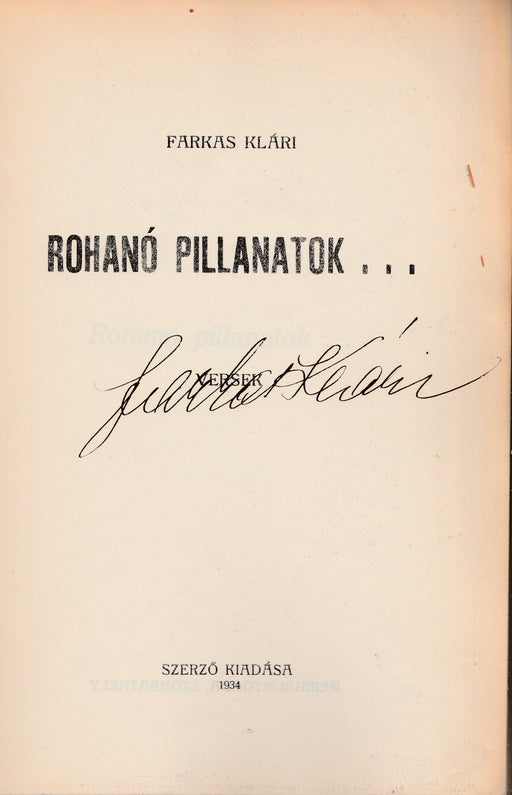 FARKAS KLÁRI
ROHANÓ PILLANATOK . . .
Rohanó pillanatok
VERSEK
Farkas Klári
SZERZŐ KIADÁSA
1934